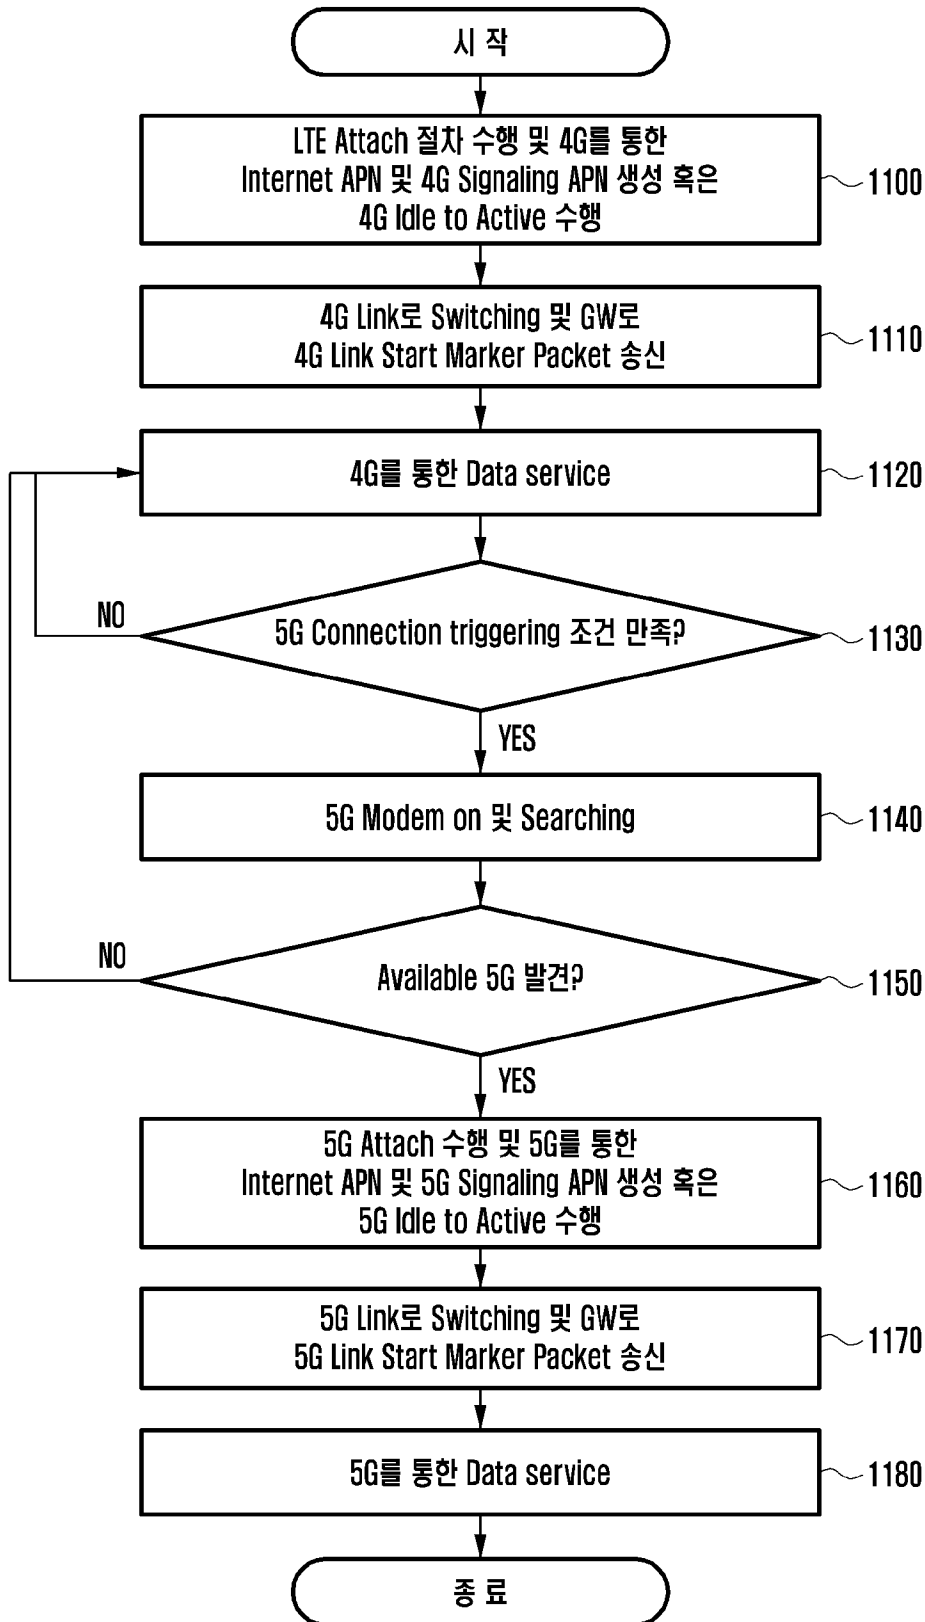 시 작
LTE Attach 절차 수행 및 4G를 통한
Internet APN 및 4G Signaling APN 생성 혹은
4G Idle to Active 수행
1100
4G Link로 Switching 및 GW로
4G Link Start Marker Packet 송신
1110
4G를 통한 Data service
1120
NO
5G Connection triggering 조건 만족?
1130
YES
5G Modem on 및 Searching
1140
NO
Available 5G 발견?
1150
YES
5G Attach 수행 및 5G를 통한
Internet APN 및 5G Signaling APN 생성 혹은
5G Idle to Active 수행
1160
5G Link로 Switching 및 GW로
5G Link Start Marker Packet 송신
1170
5G를 통한 Data service
1180
종 료